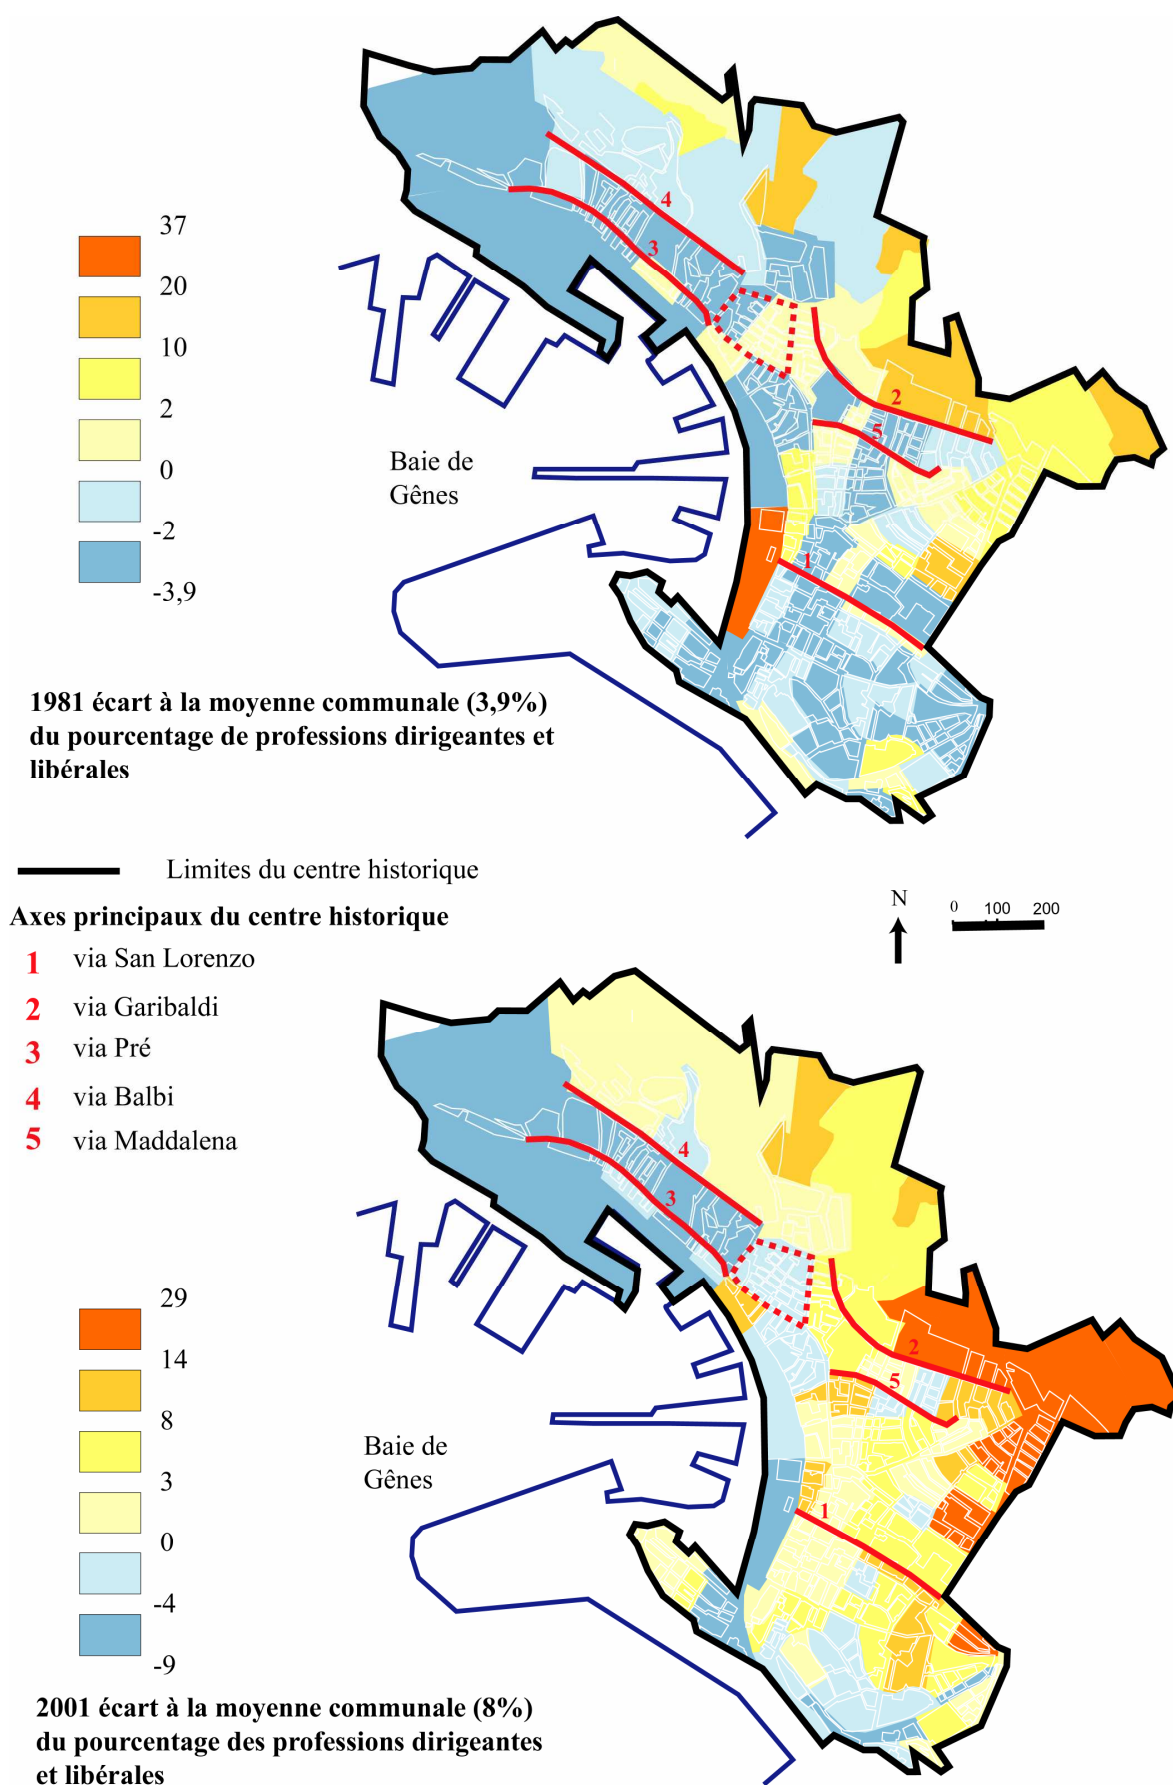 37
20
10
2
0
-2
-3,9
4
3
2
5
1
Baie de
Gênes
1981 écart à la moyenne communale (3,9%)
du pourcentage de professions dirigeantes et
libérales
Limites du centre historique
Axes principaux du centre historique
1 via San Lorenzo
2 via Garibaldi
3 via Pré
4 via Balbi
5 via Maddalena
N
0 100 200
4
3
2
5
1
29
14
8
3
0
-4
-9
Baie de
Gênes
2001 écart à la moyenne communale (8%)
du pourcentage des professions dirigeantes
et libérales